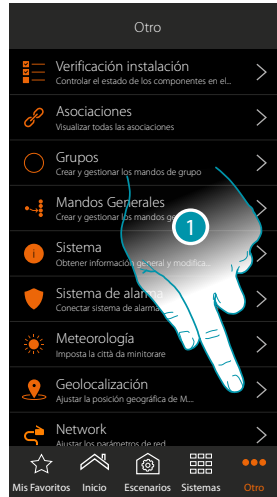 Otro
Verificación instalación
Controlar el estado de los componentes en el...
Asociaciones
Visualizar todas las asociaciones
Grupos
Crear y gestionar los mandos de grupo
Mandos Generales
Crear y gestionar los mandos ge
1
Sistema
Obtener información general y modifica...
Sistema de alarma
Conectar sistema de alarma
Meteorología
Imposta la città da minitorare
Geolocalización
Ajustar la posición geográfica de M...
Network
Ajustar los parámetros de red
Mis Favoritos Inicio Escenarios Sistemas Otro